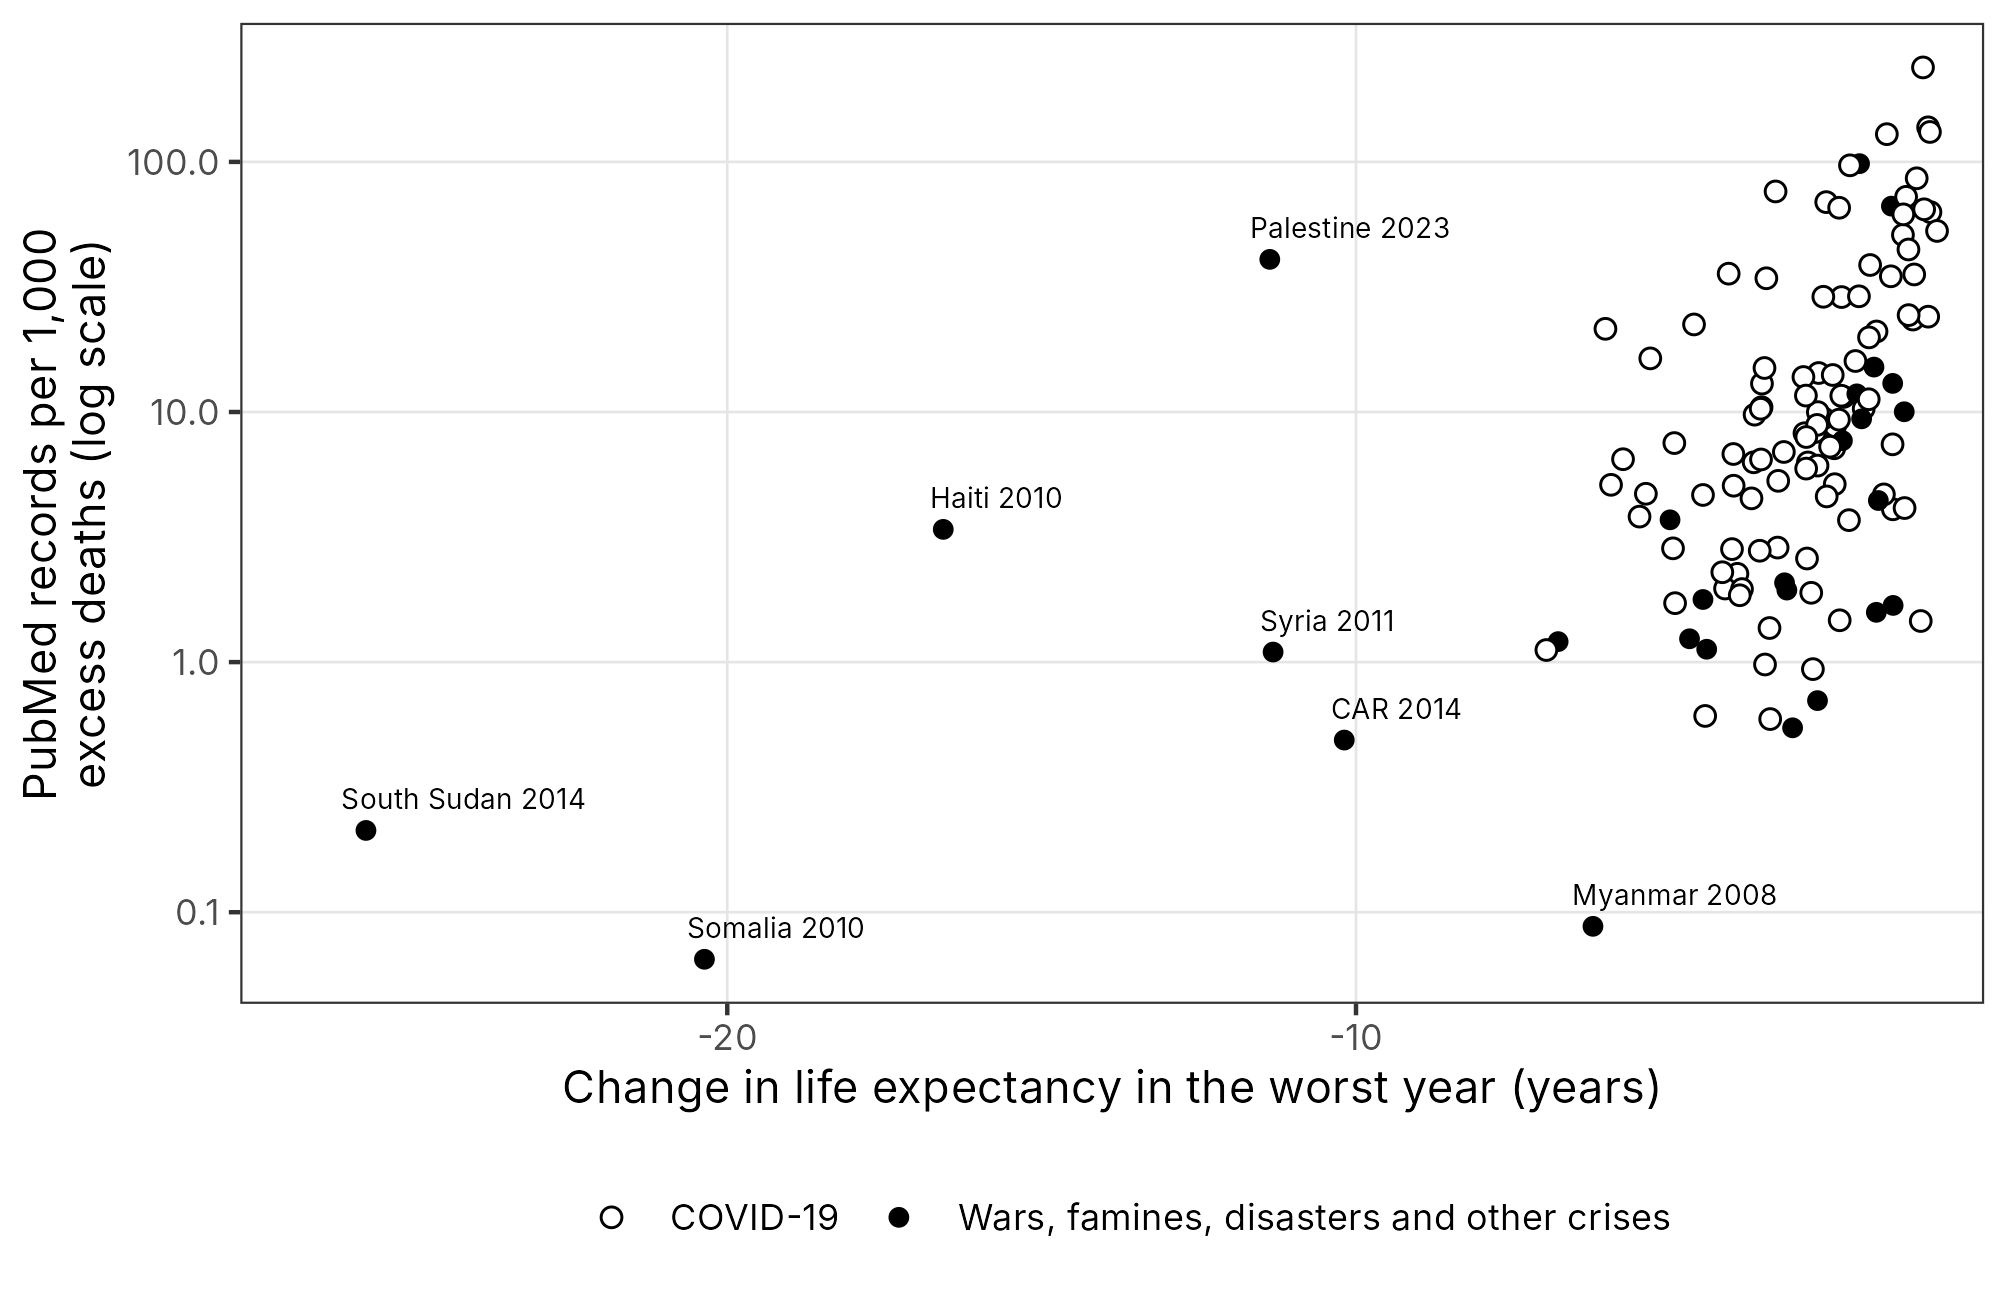 PubMed records per 1,000
excess deaths (log scale)
100.0
10.0
1.0
0.1
Palestine 2023
Haiti 2010
Syria 2011
CAR 2014
South Sudan 2014
Myanmar 2008
Somalia 2010
-20
-10
Change in life expectancy in the worst year (years)
COVID-19
Wars, famines, disasters and other crises